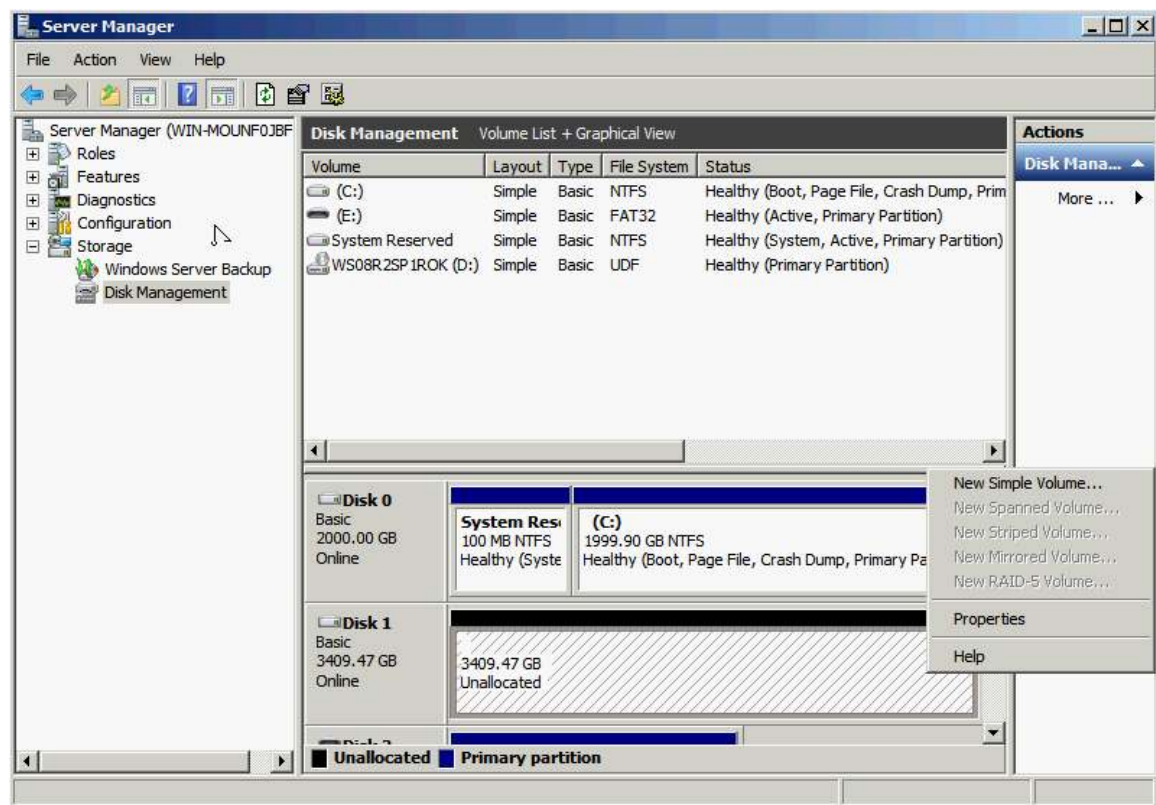 Server Manager
File Action View Help
Server Manager (WIN-MOUNF0JBF
Roles
Features
Diagnostics
Configuration
Storage
Windows Server Backup
Disk Management
Disk Management Volume List + Graphical View
Volume Layout Type File System Status
(C:) Simple Basic NTFS Healthy (Boot, Page File, Crash Dump, Prim
(E:) Simple Basic FAT32 Healthy (Active, Primary Partition)
System Reserved Simple Basic NTFS Healthy (System, Active, Primary Partition)
WS08R2SP1ROK (D:) Simple Basic UDF Healthy (Primary Partition)
Disk 0
Basic
2000.00 GB
Online
System Res
100 MB NTFS
Healthy (Syste
(C:)
1999.90 GB NTFS
Healthy (Boot, Page File, Crash Dump, Primary Pa
Disk 1
Basic
3409.47 GB
Online
3409.47 GB
Unallocated
Unallocated Primary partition
Actions
Disk Mana...
More ...
New Simple Volume...
New Spanned Volume...
New Striped Volume...
New Mirrored Volume...
New RAID-5 Volume...
Properties
Help